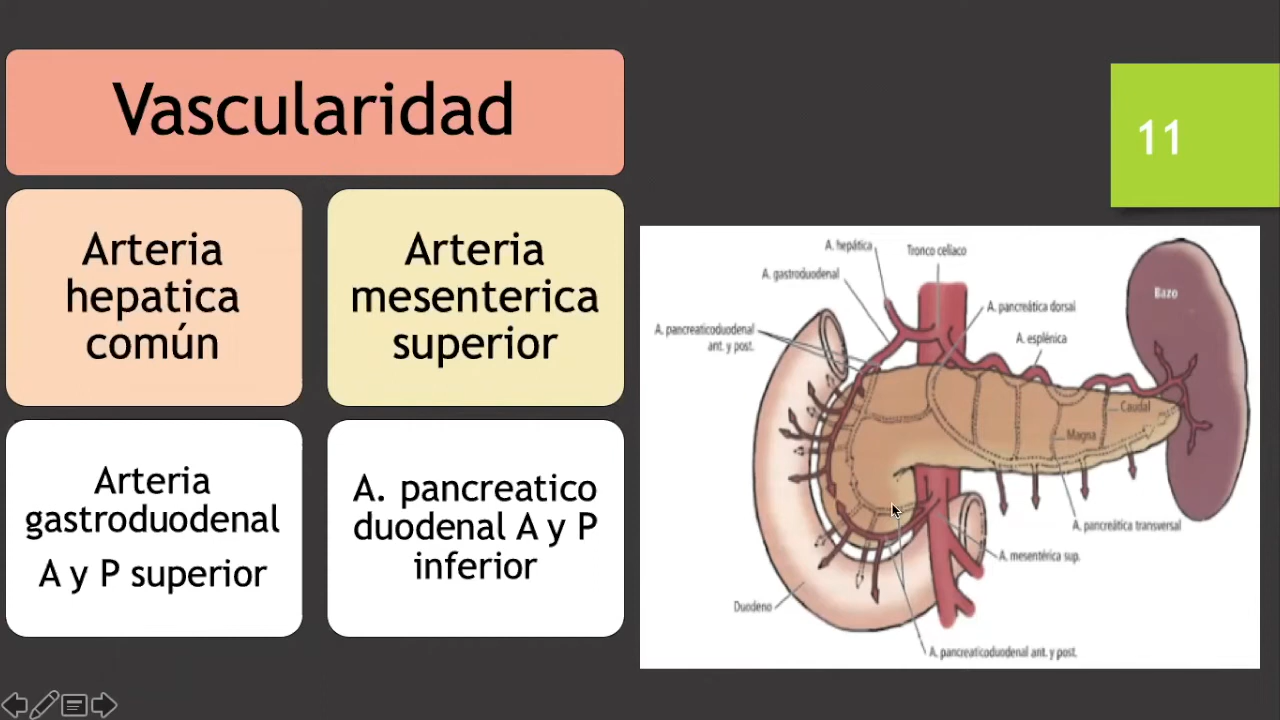 Vascularidad
11
Arteria
hepatica
común
Arteria
mesenterica
superior
Arteria
gastroduodenal
A y P superior
A. pancreatico
duodenal A y P
inferior
A. hepática
Tronco celíaco
A. gastroduodenal
Bazo
A. pancreática dorsal
A. pancreaticoduodenal
ant. y post.
A. esplénica
Caudal
Magna
A. pancreática transversal
A. mesentérica sup.
Duodeno
A. pancreaticoduodenal ant. y post.